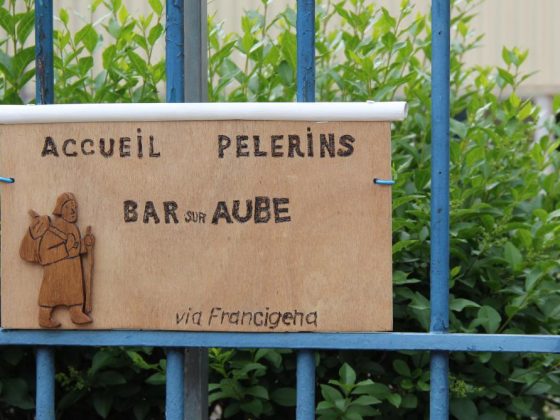 ACCUEIL PELERINS
BAR sur AUBE
via Francigena